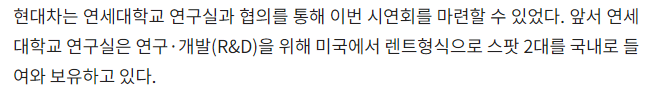 현대차는 연세대학교 연구실과 협의를 통해 이번 시연회를 마련할 수 있었다. 앞서 연세
대학교 연구실은 연구·개발(R&D)을 위해 미국에서 렌트형식으로 스팟 2대를 국내로 들
여와 보유하고 있다.